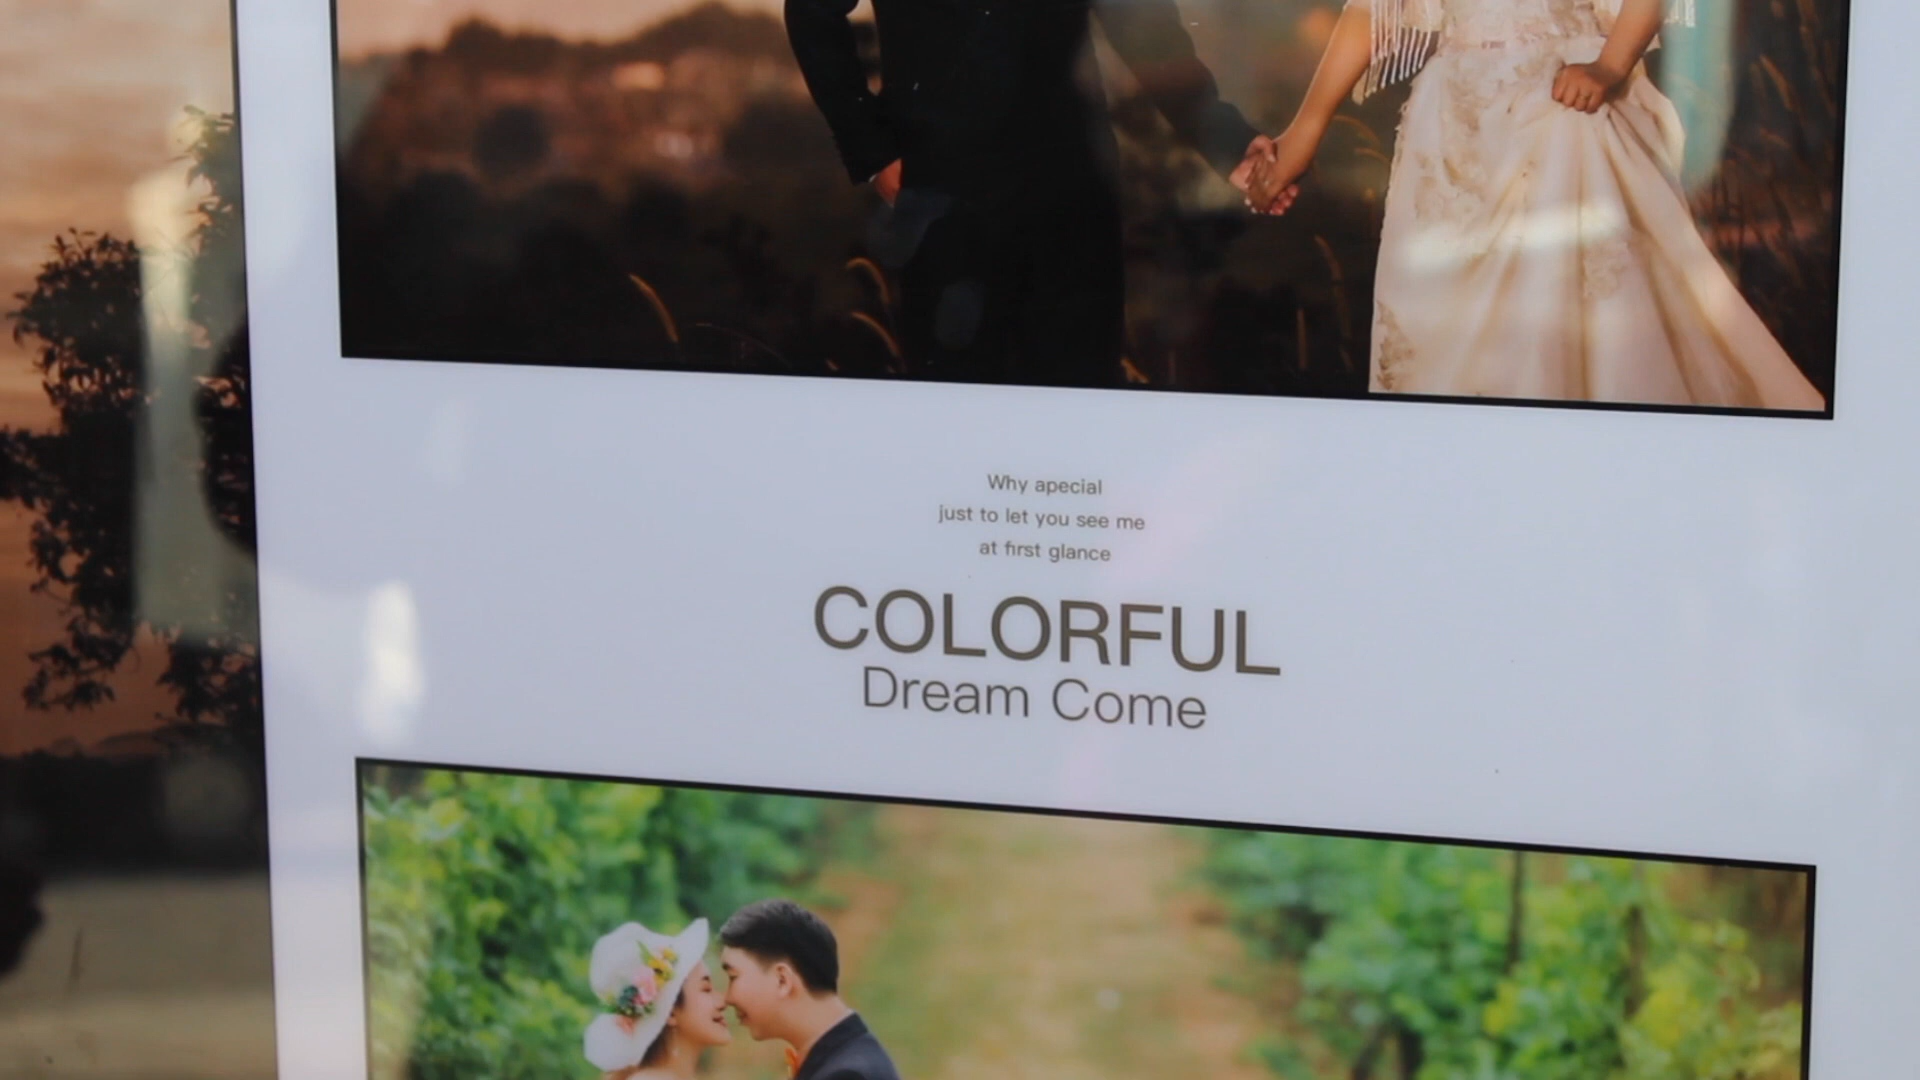 Why apecial
just to let you see me
at first glance
COLORFUL
Dream Come